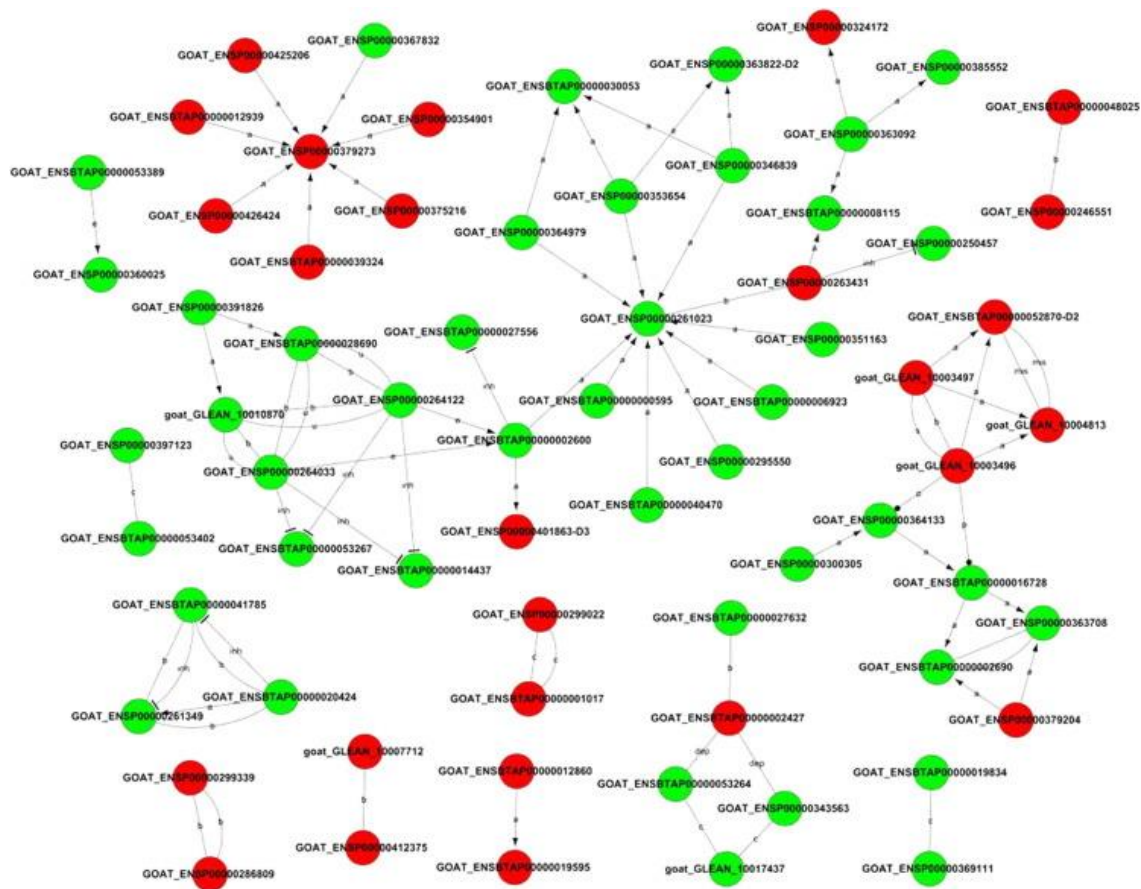 GOAT_ENSP00000324172
GOAT_ENSP00000367832
GOAT_ENSP00000425206
GOAT_ENSP00000363822-D2
GOAT_ENSP00000385552
GOAT_ENSBTAP00000030053
GOAT_ENSBTAP00000048025
GOAT_ENSBTAP00000012939
GOAT_ENSP00000354901
GOAT_ENSP00000363092
GOAT_ENSP00000379273
GOAT_ENSP00000346839
GOAT_ENSBTAP00000053389
GOAT_ENSP00000353654
GOAT_ENSP00000426424
GOAT_ENSP00000375216
GOAT_ENSBTAP00000008115
GOAT_ENSP00000246551
GOAT_ENSP00000364979
GOAT_ENSP00000250457
GOAT_ENSBTAP00000039324
GOAT_ENSP00000360025
GOAT_ENSP00000263431
GOAT_ENSP00000391826
GOAT_ENSP00000261023
GOAT_ENSBTAP00000052870-D2
GOAT_ENSBTAP00000027556
GOAT_ENSBTAP00000028690
GOAT_ENSP00000351163
goat_GLEAN_10003497
GOAT_ENSP00000264122
GOAT_ENSBTAP00000000595
GOAT_ENSBTAP00000006923
goat_GLEAN_10010870
goat_GLEAN_10004813
GOAT_ENSBTAP00000002600
GOAT_ENSP00000397123
GOAT_ENSP00000295550
goat_GLEAN_10003496
GOAT_ENSP00000264033
GOAT_ENSBTAP00000040470
GOAT_ENSP00000364133
GOAT_ENSP00000401863-D3
GOAT_ENSBTAP00000053402
GOAT_ENSBTAP00000053267
GOAT_ENSP00000300305
GOAT_ENSBTAP00000014437
GOAT_ENSBTAP00000016728
GOAT_ENSBTAP00000041785
GOAT_ENSP00000299022
GOAT_ENSBTAP00000027632
GOAT_ENSP00000363708
GOAT_ENSBTAP00000002690
GOAT_ENSBTAP00000020424
GOAT_ENSBTAP00000001017
GOAT_ENSP00000261349
GOAT_ENSBTAP00000002427
GOAT_ENSP00000379204
goat_GLEAN_10007712
GOAT_ENSP00000299339
GOAT_ENSBTAP00000012860
GOAT_ENSBTAP00000019834
GOAT_ENSBTAP00000053264
GOAT_ENSP00000343563
GOAT_ENSP00000412375
GOAT_ENSP00000286809
GOAT_ENSBTAP00000019595
goat_GLEAN_10017437
GOAT_ENSP00000369111